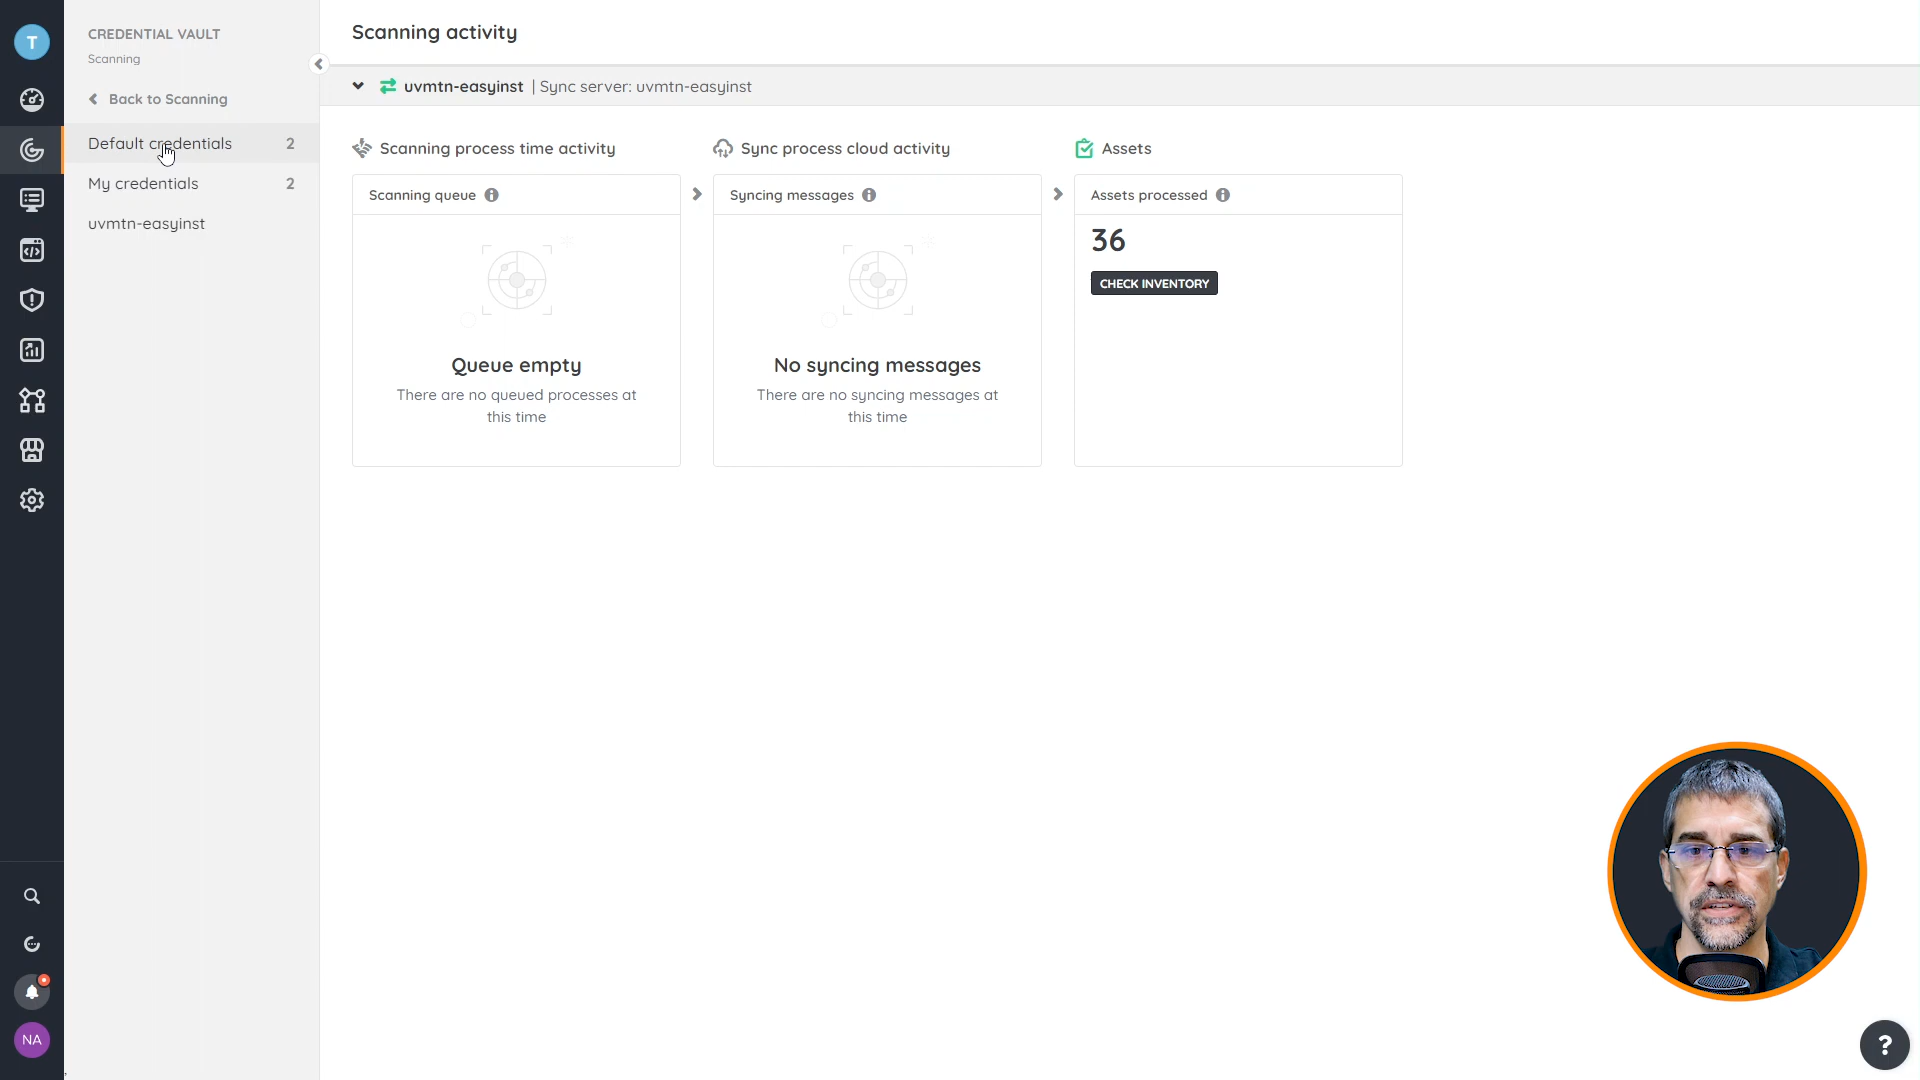 T
CREDENTIAL VAULT
Scanning
Back to Scanning
Default credentials 2
My credentials 2
uvmtn-easyinst
NA
Scanning activity
uvmtn-easyinst | Sync server: uvmtn-easyinst
Scanning process time activity
Scanning queue
Queue empty
There are no queued processes at
this time
Sync process cloud activity
Syncing messages
No syncing messages
There are no syncing messages at
this time
Assets
Assets processed
36
CHECK INVENTORY
?